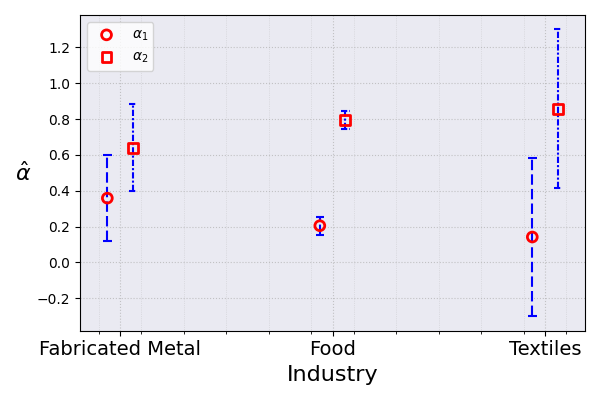 α₁
α₂
1.2
1.0
0.8
0.6
0.4
0.2
0.0
−0.2
α̂
Fabricated Metal Food Textiles
Industry